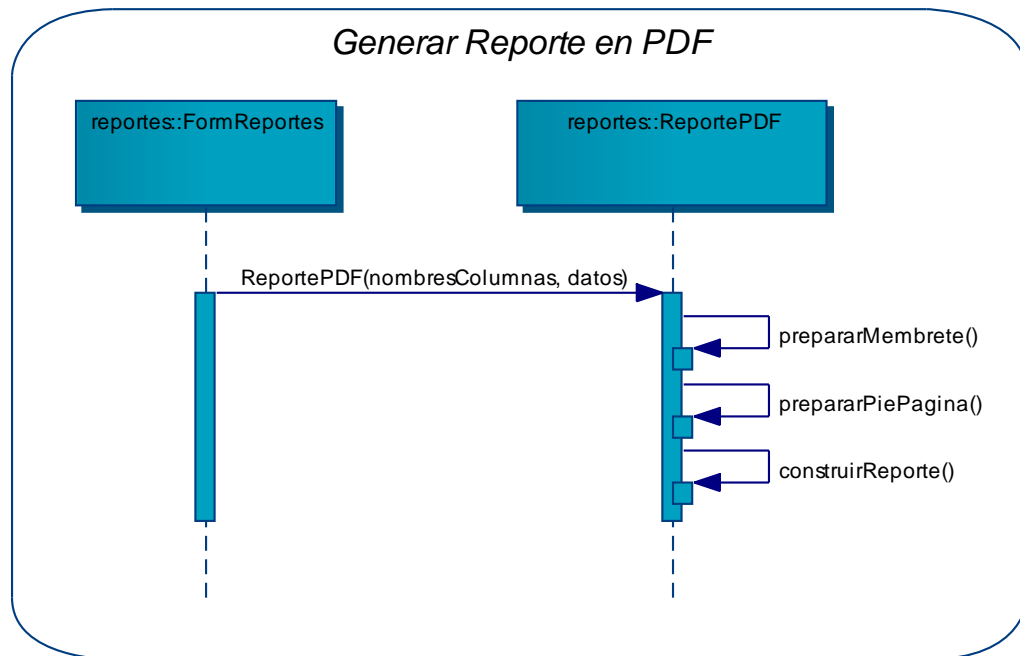 Generar Reporte en PDF
reportes::FormReportes
reportes::ReportePDF
ReportePDF(nombresColumnas, datos)
prepararMembrete()
prepararPiePagina()
construirReporte()